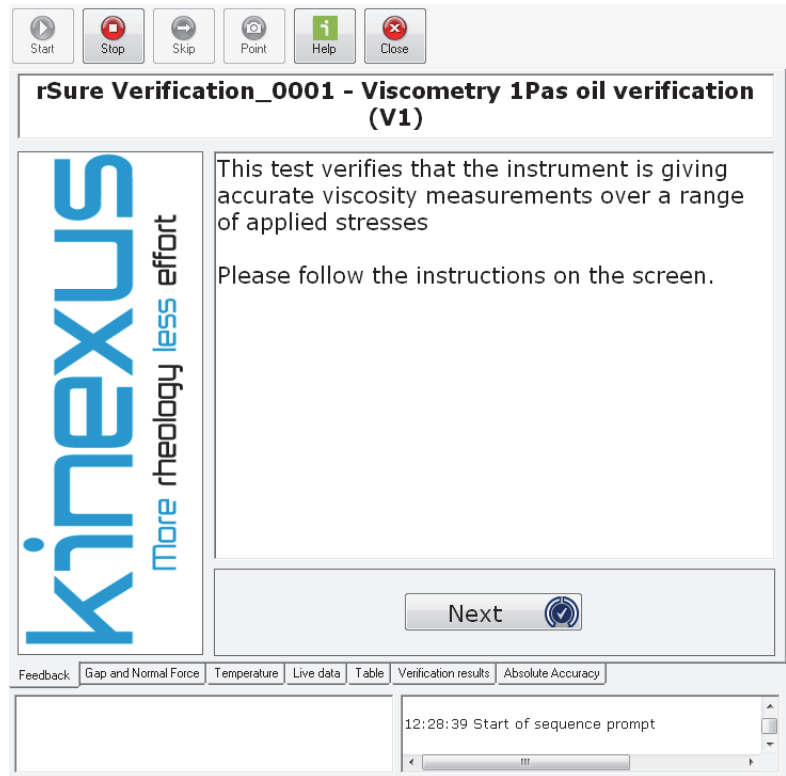 Start Stop Skip Point Help Close
rSure Verification_0001 - Viscometry 1Pas oil verification
(V1)
kinexus
More rheology less effort
This test verifies that the instrument is giving
accurate viscosity measurements over a range
of applied stresses
Please follow the instructions on the screen.
Next
Feedback Gap and Normal Force Temperature Live data Table Verification results Absolute Accuracy
12:28:39 Start of sequence prompt